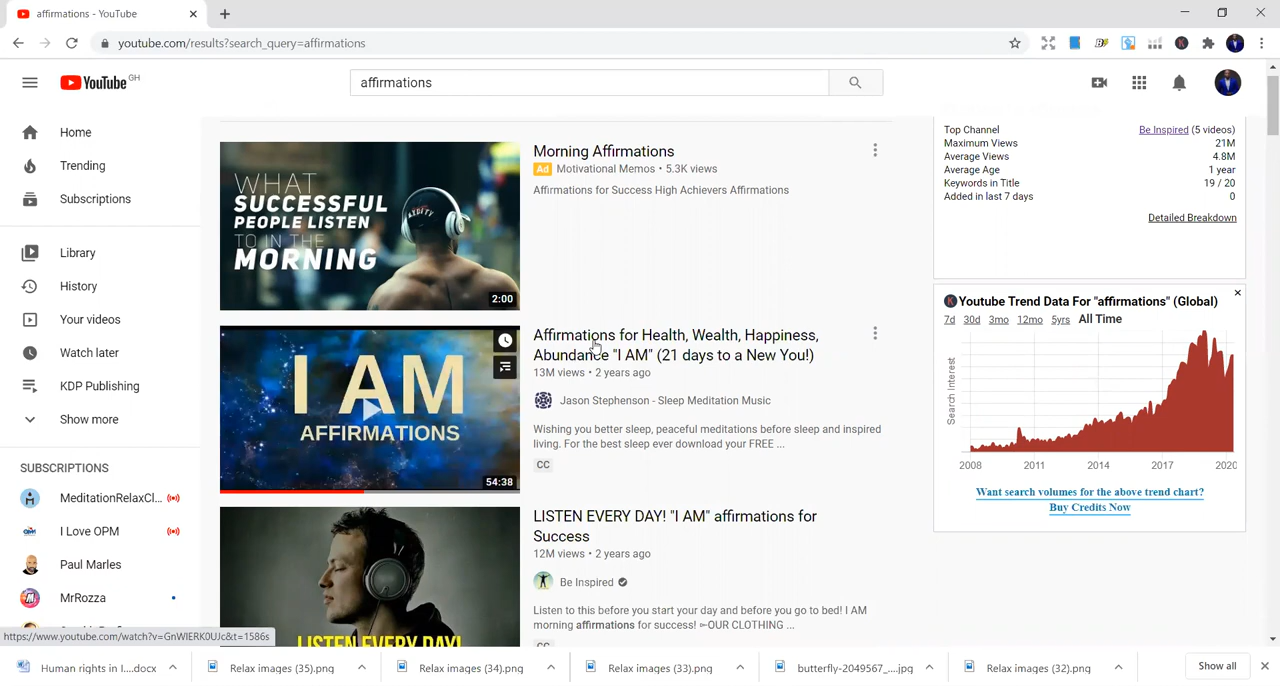 affirmations - YouTube
youtube.com/results?search_query=affirmations
YouTube GH
affirmations
Home
Trending
Subscriptions
Library
History
Your videos
Watch later
KDP Publishing
Show more
SUBSCRIPTIONS
MeditationRelaxCl...
I Love OPM
Paul Marles
MrRozza
WHAT
SUCCESSFUL
PEOPLE LISTEN
TO IN THE
MORNING
2:00
Morning Affirmations
Ad Motivational Memos • 5.3K views
Affirmations for Success High Achievers Affirmations
I AM
AFFIRMATIONS
54:38
Affirmations for Health, Wealth, Happiness,
Abundance "I AM" (21 days to a New You!)
13M views • 2 years ago
Jason Stephenson - Sleep Meditation Music
Wishing you better sleep, peaceful meditations before sleep and inspired
living. For the best sleep ever download your FREE ...
CC
LISTEN EVERY DAY!
LISTEN EVERY DAY! "I AM" affirmations for
Success
12M views • 2 years ago
Be Inspired
Listen to this before you start your day and before you go to bed! I AM
morning affirmations for success! ➳OUR CLOTHING ...
Top Channel Be Inspired (5 videos)
Maximum Views 21M
Average Views 4.8M
Average Age 1 year
Keywords in Title 19 / 20
Added in last 7 days 0
Detailed Breakdown
Youtube Trend Data For "affirmations" (Global)
7d 30d 3mo 12mo 5yrs All Time
Search Interest
2008 2011 2014 2017 2020
Want search volumes for the above trend chart?
Buy Credits Now
https://www.youtube.com/watch?v=GnWlERK0UJc&t=1586s
Human rights in I....docx
Relax images (35).png
Relax images (34).png
Relax images (33).png
butterfly-2049567_...jpg
Relax images (32).png
Show all